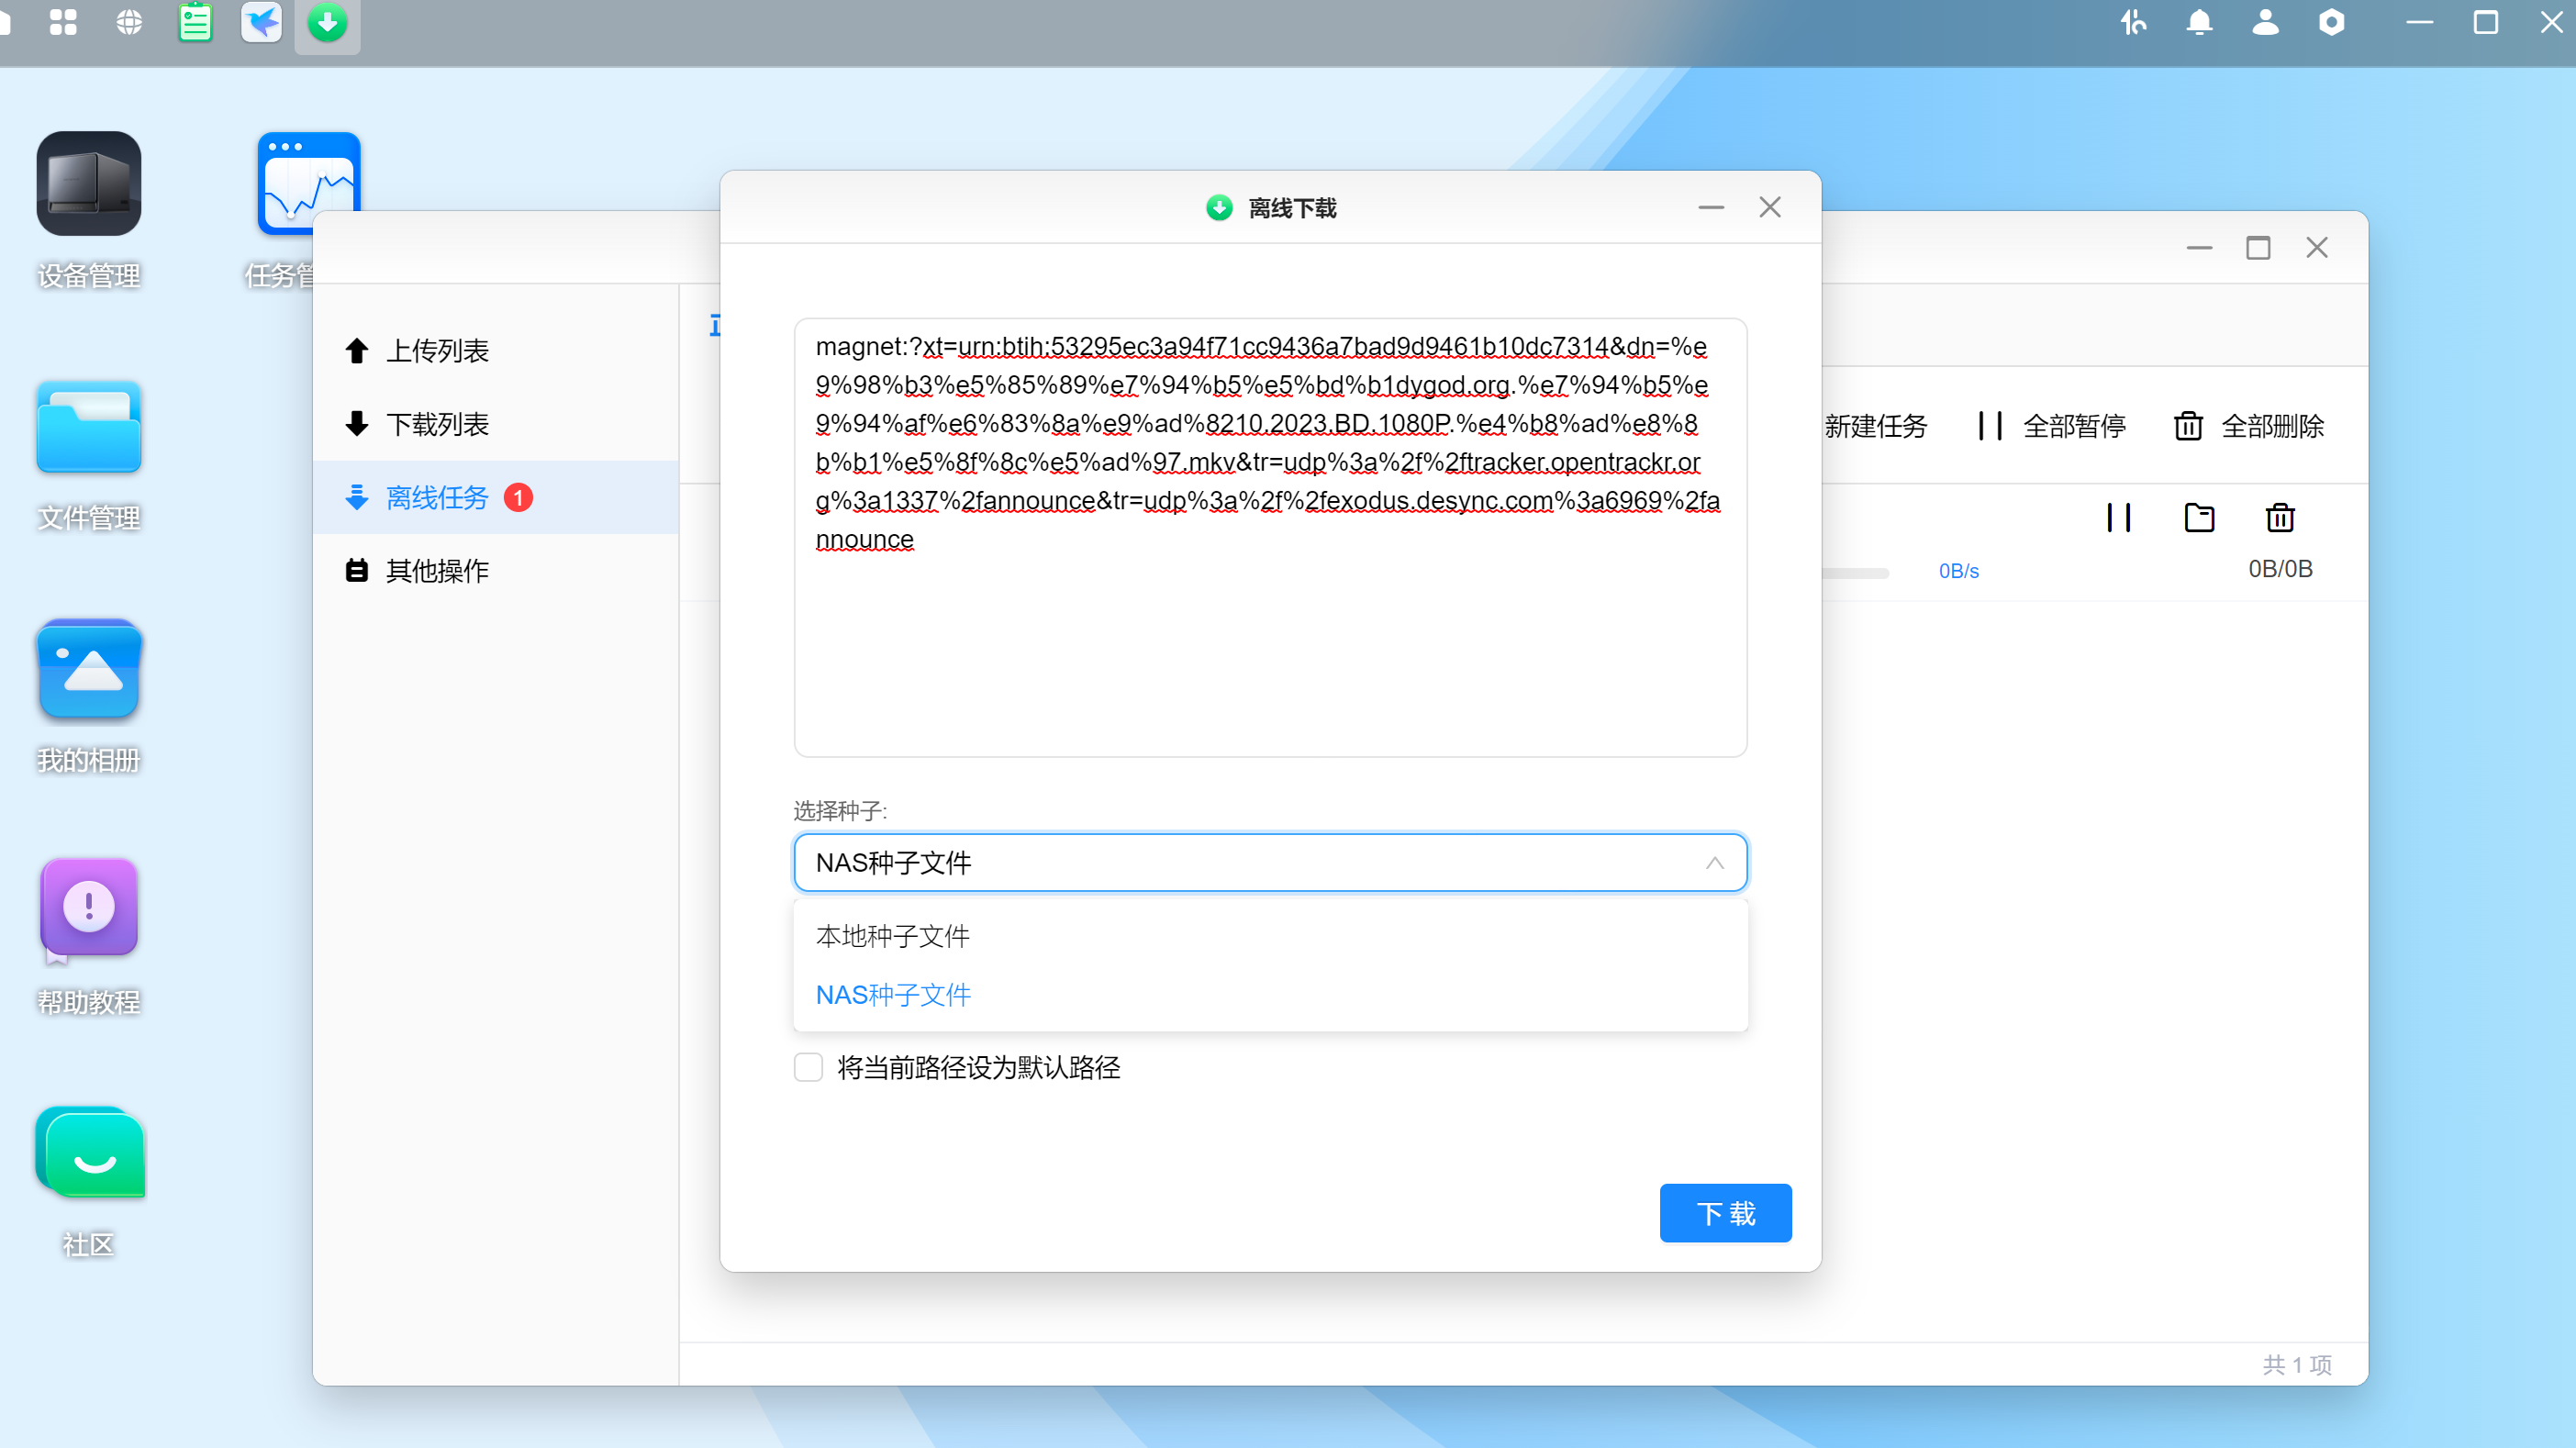 设备管理
任务管
文件管理
我的相册
帮助教程
社区
上传列表
下载列表
离线任务 1
其他操作
新建任务
全部暂停
全部删除
0B/s
0B/0B
共 1 项
离线下载
magnet:?xt=urn:btih:53295ec3a94f71cc9436a7bad9d9461b10dc7314&dn=%e
9%98%b3%e5%85%89%e7%94%b5%e5%bd%b1dygod.org.%e7%94%b5%e
9%94%af%e6%83%8a%e9%ad%8210.2023.BD.1080P.%e4%b8%ad%e8%8
b%b1%e5%8f%8c%e5%ad%97.mkv&tr=udp%3a%2f%2ftracker.opentrackr.or
g%3a1337%2fannounce&tr=udp%3a%2f%2fexodus.desync.com%3a6969%2fa
nnounce
选择种子:
NAS种子文件
本地种子文件
NAS种子文件
将当前路径设为默认路径
下 载